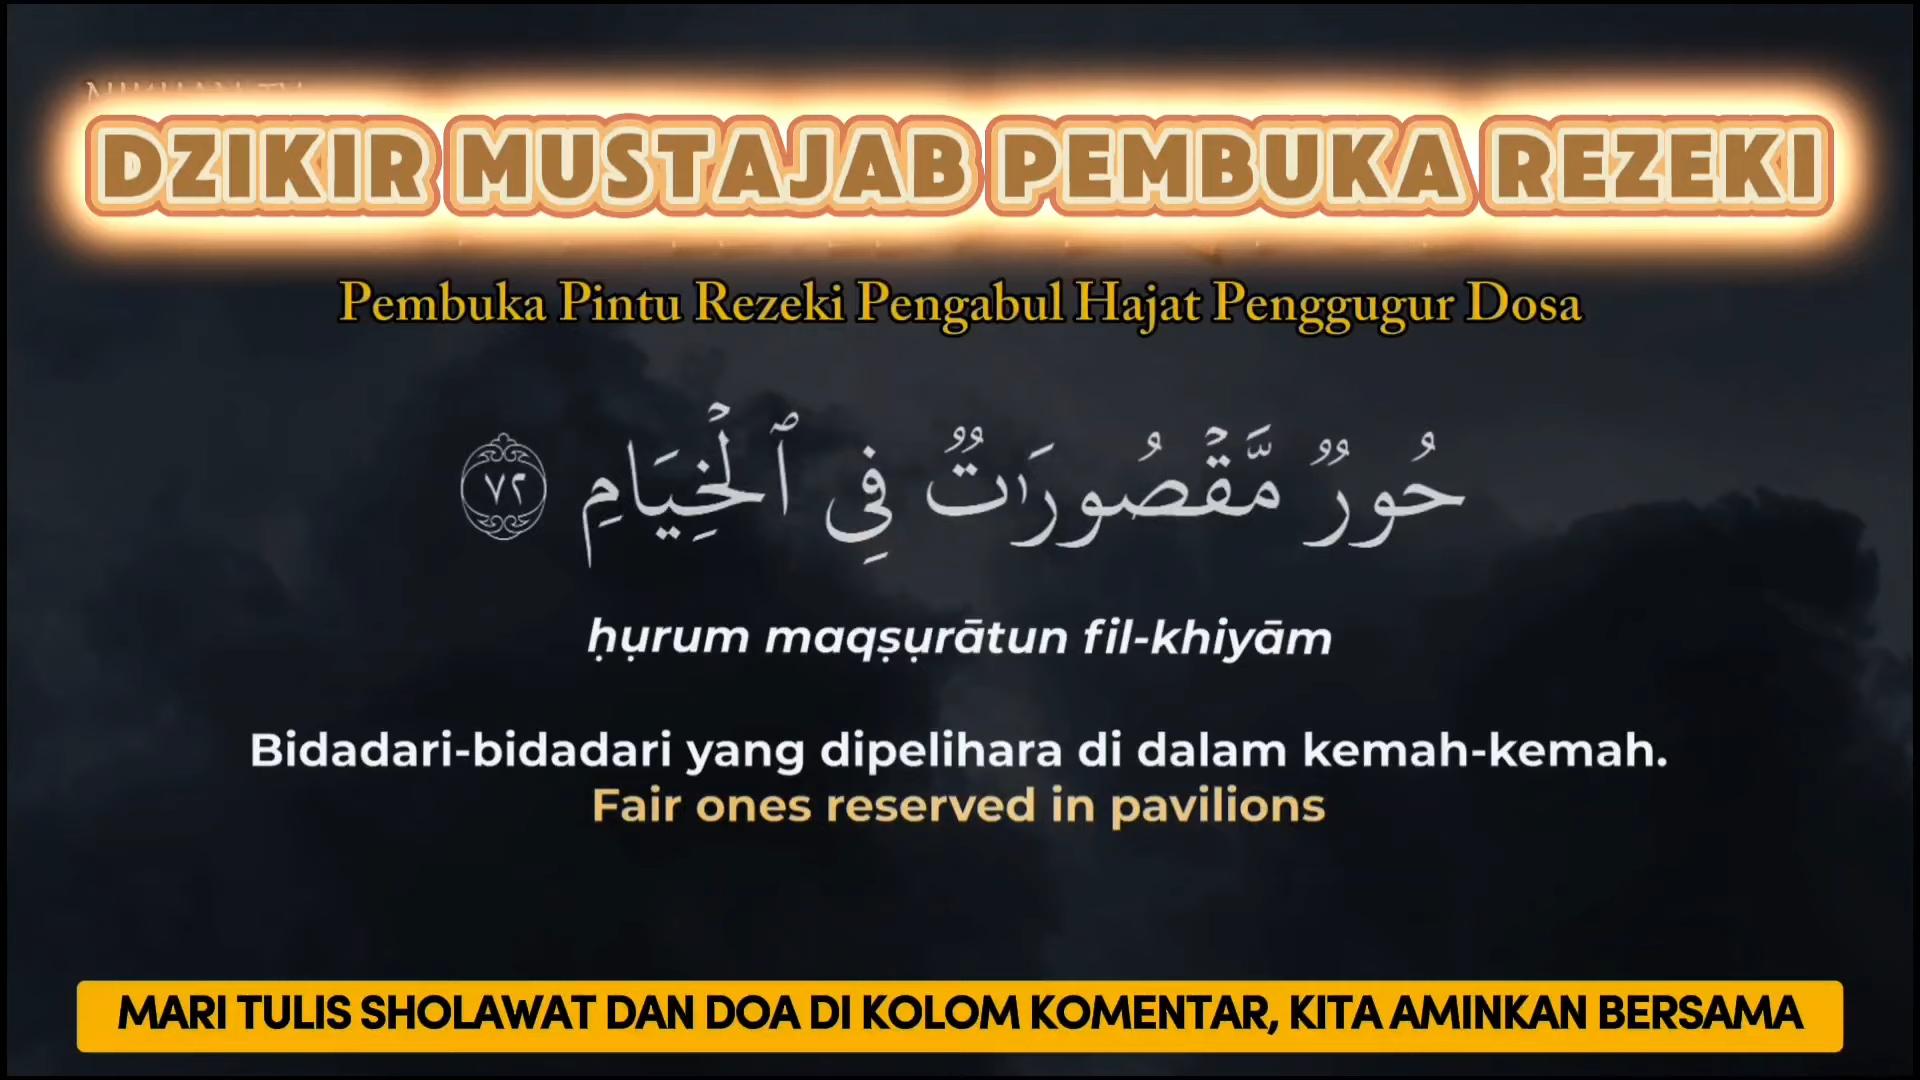 DZIKIR MUSTAJAB PEMBUKA REZEKI
Pembuka Pintu Rezeki Pengabul Hajat Penggugur Dosa
حُورٌۭ مَّقْصُورَٰتٌۭ فِى ٱلْخِيَامِ ٧٢
ḥụrum maqṣụrātun fil-khiyām
Bidadari-bidadari yang dipelihara di dalam kemah-kemah.
Fair ones reserved in pavilions
MARI TULIS SHOLAWAT DAN DOA DI KOLOM KOMENTAR, KITA AMINKAN BERSAMA